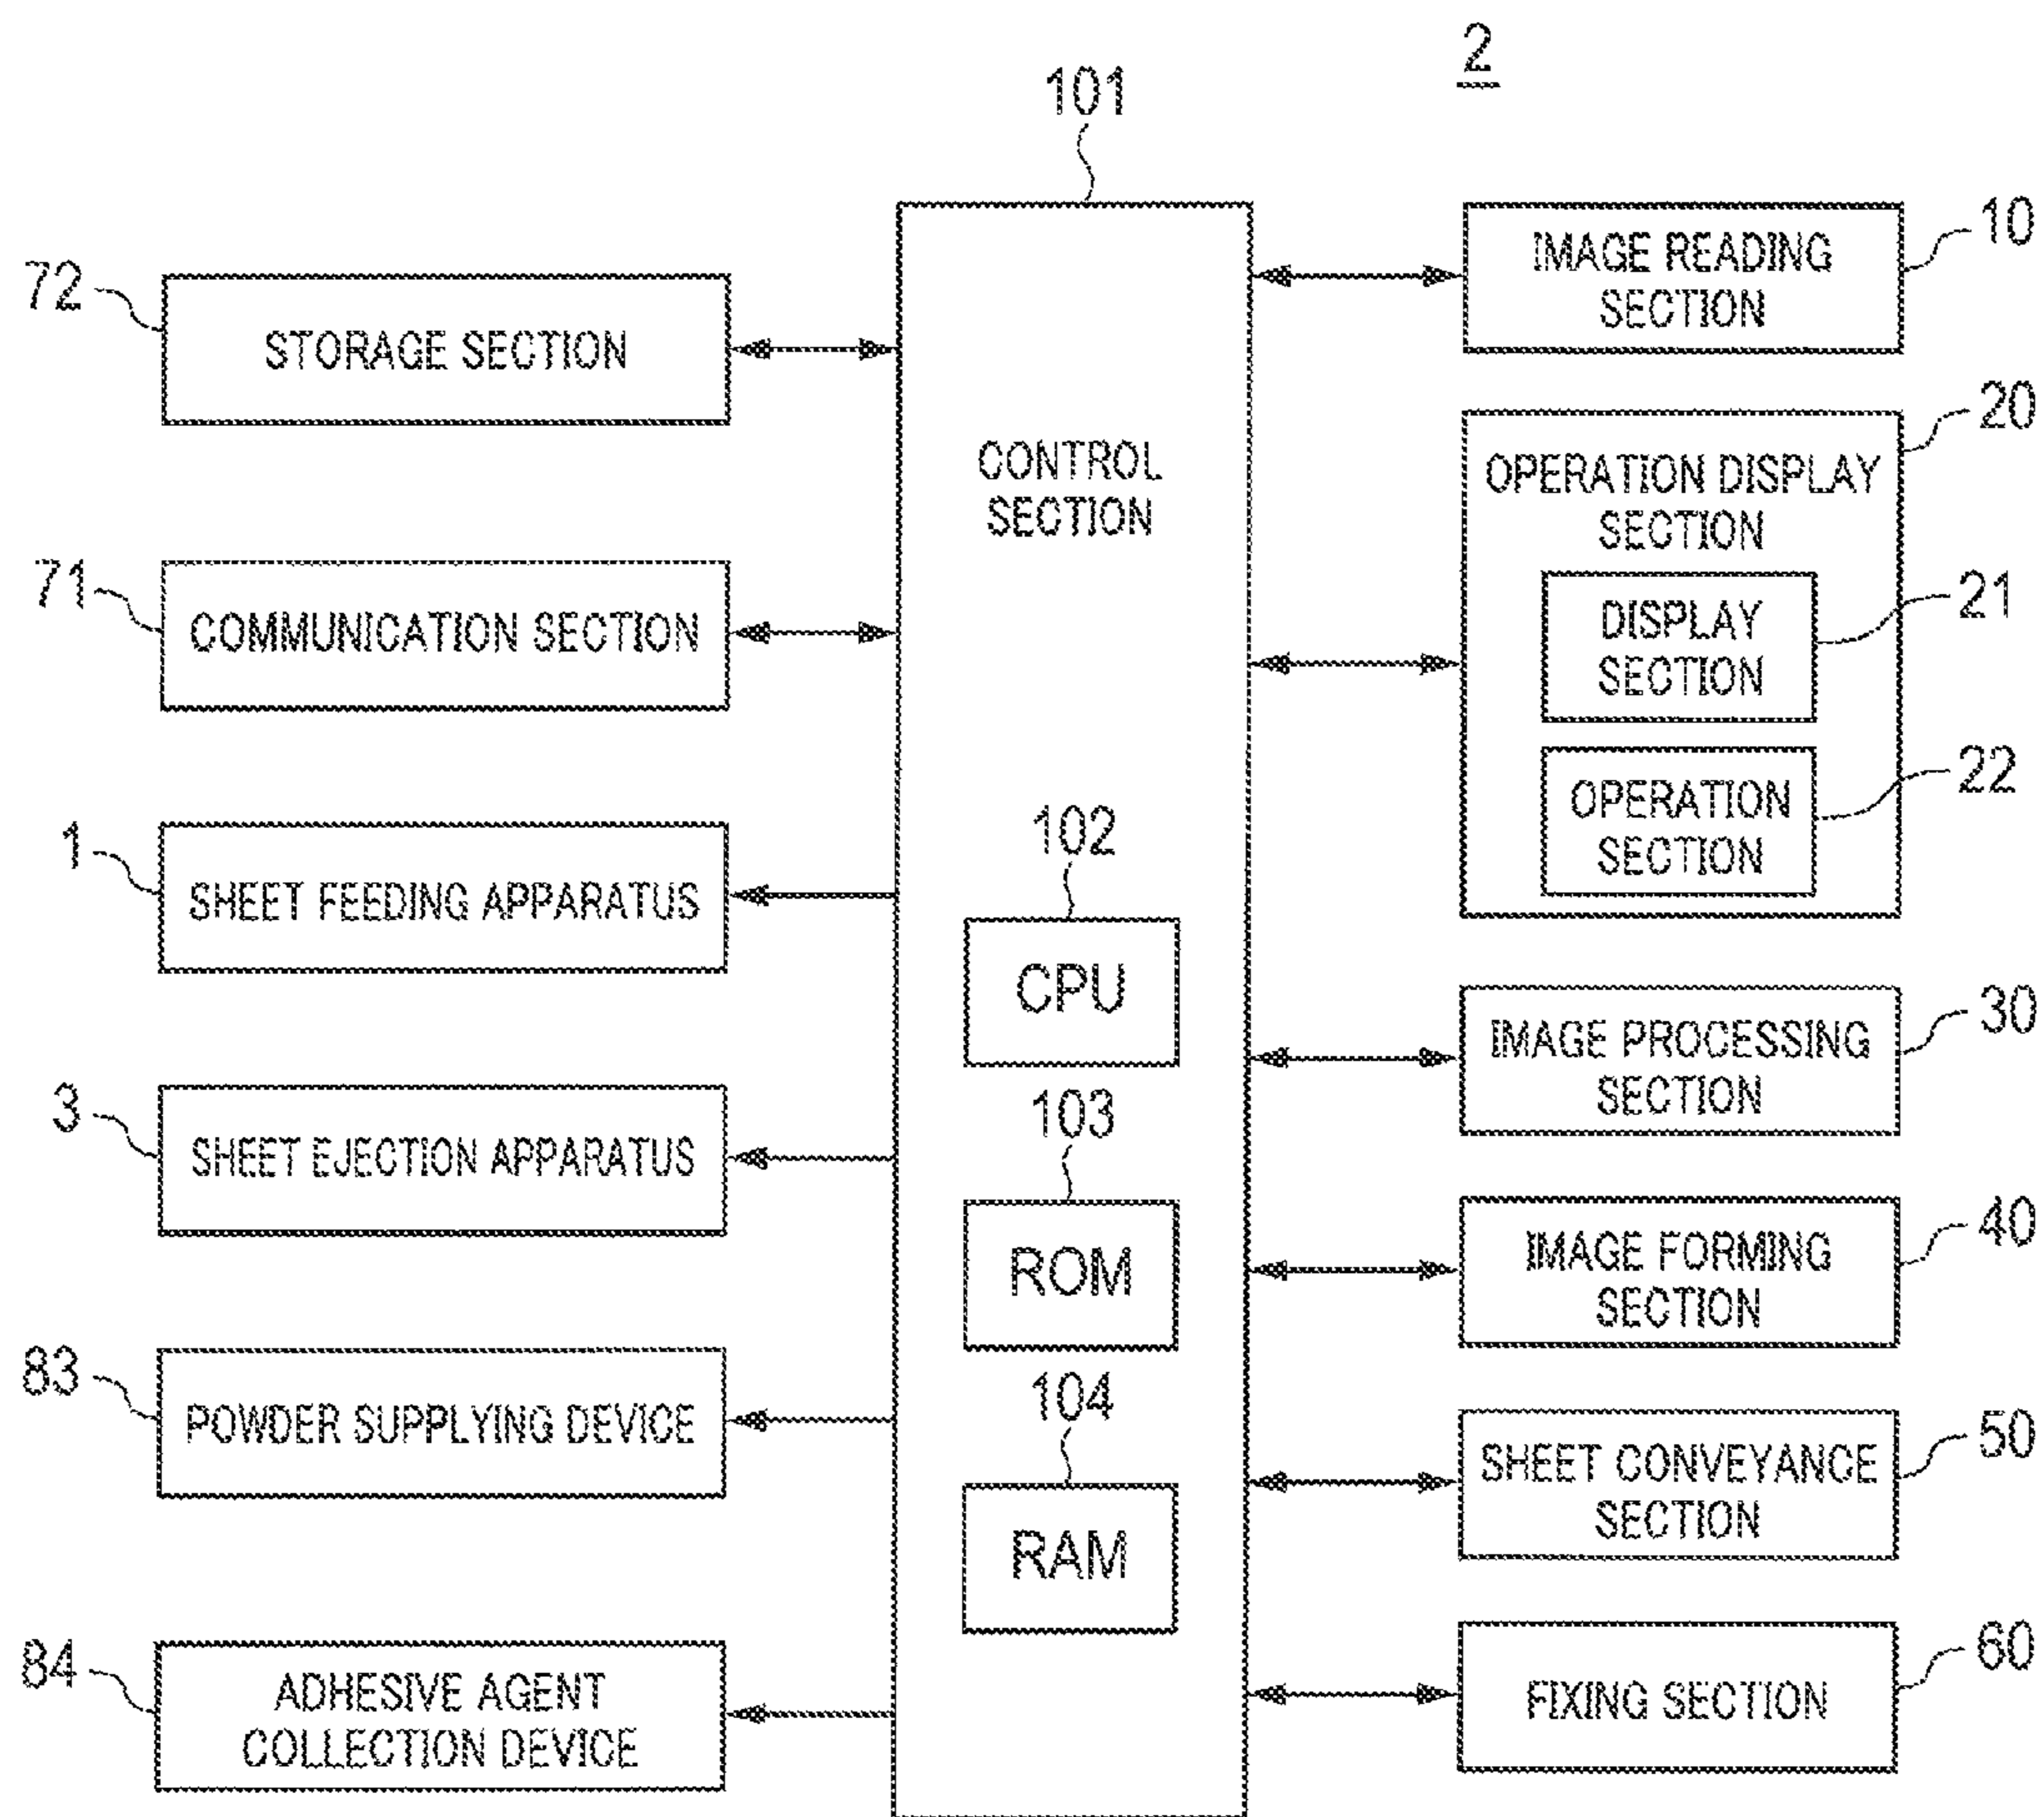 2
101
72
STORAGE SECTION
71
COMMUNICATION SECTION
1
SHEET FEEDING APPARATUS
3
SHEET EJECTION APPARATUS
83
POWDER SUPPLYING DEVICE
84
ADHESIVE AGENT
COLLECTION DEVICE
CONTROL
SECTION
102
CPU
103
ROM
104
RAM
10
IMAGE READING
SECTION
20
OPERATION DISPLAY
SECTION
21
DISPLAY
SECTION
22
OPERATION
SECTION
30
IMAGE PROCESSING
SECTION
40
IMAGE FORMING
SECTION
50
SHEET CONVEYANCE
SECTION
60
FIXING SECTION